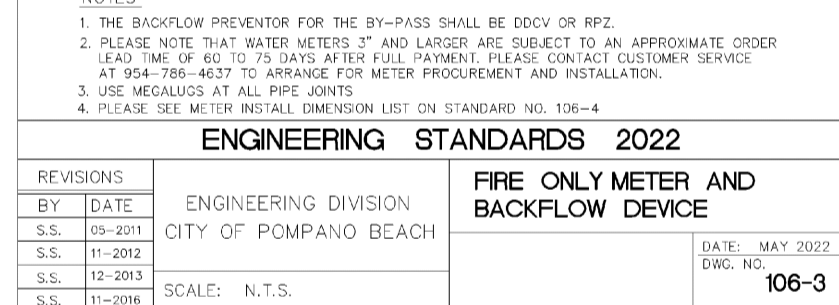 NOTES
1. THE BACKFLOW PREVENTOR FOR THE BY-PASS SHALL BE DDCV OR RPZ.
2. PLEASE NOTE THAT WATER METERS 3" AND LARGER ARE SUBJECT TO AN APPROXIMATE ORDER
LEAD TIME OF 60 TO 75 DAYS AFTER FULL PAYMENT. PLEASE CONTACT CUSTOMER SERVICE
AT 954-786-4637 TO ARRANGE FOR METER PROCUREMENT AND INSTALLATION.
3. USE MEGALUGS AT ALL PIPE JOINTS
4. PLEASE SEE METER INSTALL DIMENSION LIST ON STANDARD NO. 106-4
ENGINEERING STANDARDS 2022
REVISIONS
BY DATE
S.S. 05-2011
S.S. 11-2012
S.S. 12-2013
S.S. 11-2016
ENGINEERING DIVISION
CITY OF POMPANO BEACH
SCALE: N.T.S.
FIRE ONLY METER AND
BACKFLOW DEVICE
DATE: MAY 2022
DWG. NO.
106-3